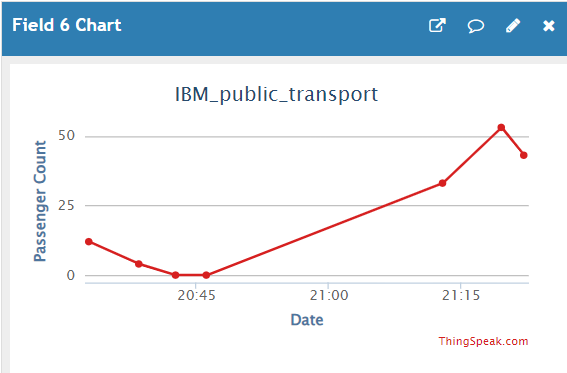 Field 6 Chart
IBM_public_transport
Passenger Count
50
25
0
20:45 21:00 21:15
Date
ThingSpeak.com